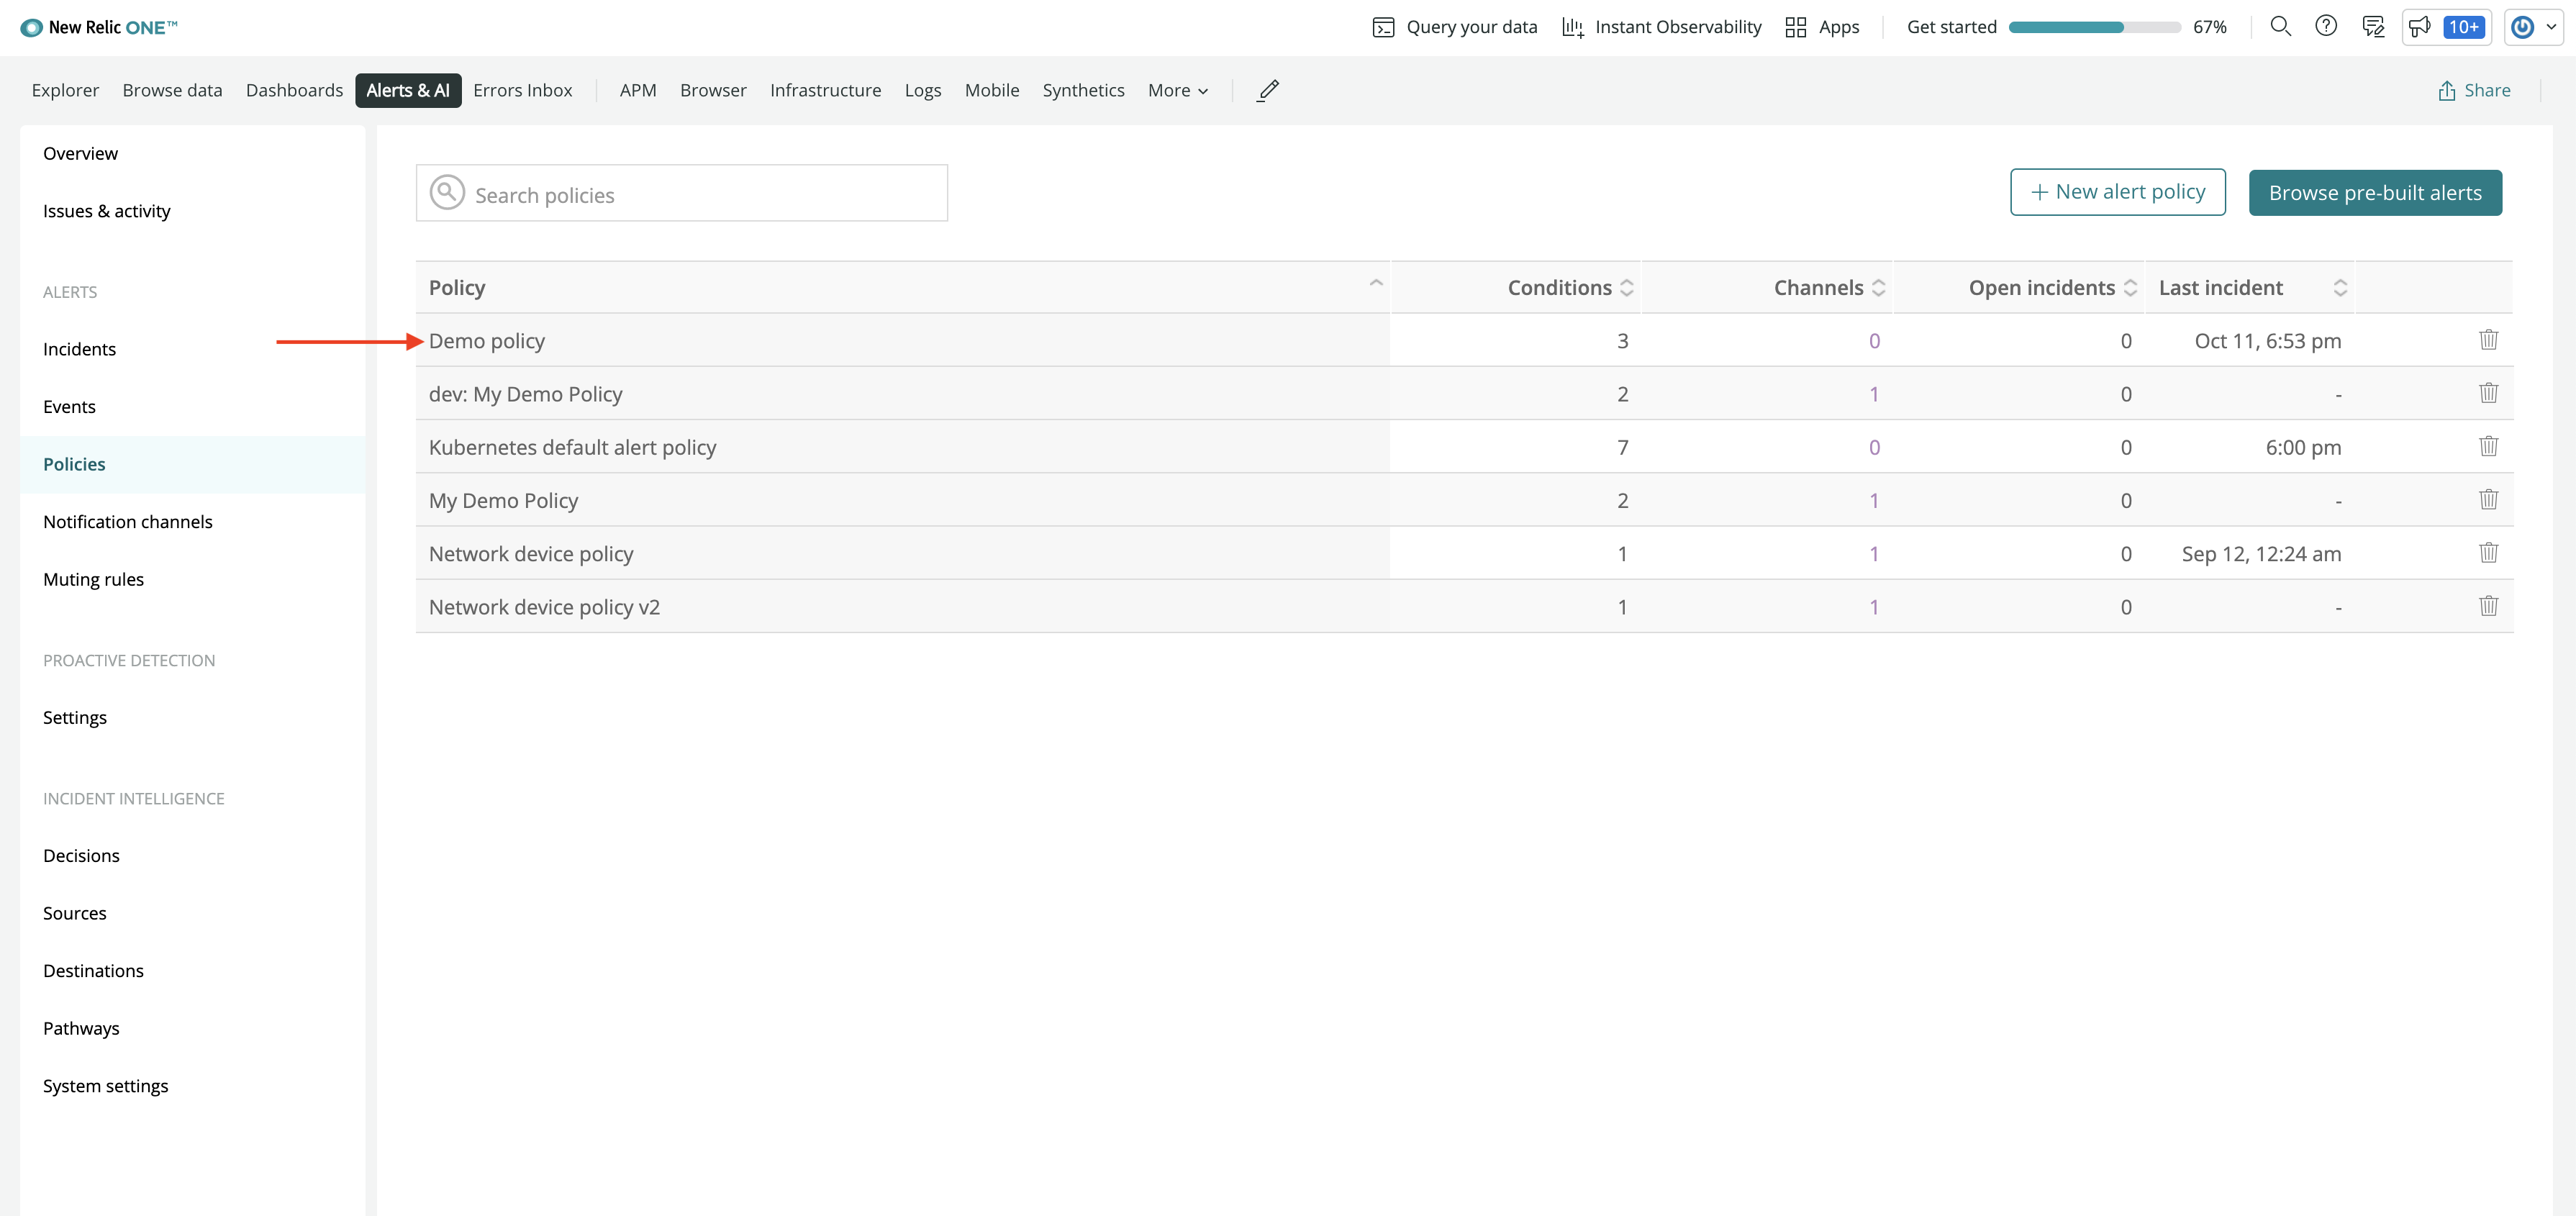 New Relic ONE™
Query your data
Instant Observability
Apps
Get started
67%
10+
Explorer
Browse data
Dashboards
Alerts & AI
Errors Inbox
APM
Browser
Infrastructure
Logs
Mobile
Synthetics
More
Share
Overview
Issues & activity
ALERTS
Incidents
Events
Policies
Notification channels
Muting rules
PROACTIVE DETECTION
Settings
INCIDENT INTELLIGENCE
Decisions
Sources
Destinations
Pathways
System settings
Search policies
+ New alert policy
Browse pre-built alerts
Policy Conditions Channels Open incidents Last incident
Demo policy 3 0 0 Oct 11, 6:53 pm
dev: My Demo Policy 2 1 0 -
Kubernetes default alert policy 7 0 0 6:00 pm
My Demo Policy 2 1 0 -
Network device policy 1 1 0 Sep 12, 12:24 am
Network device policy v2 1 1 0 -